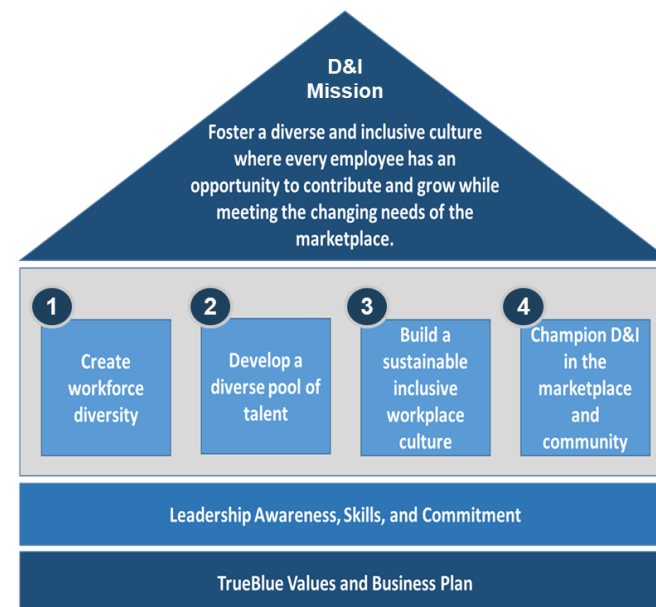 D&I
Mission
Foster a diverse and inclusive culture
where every employee has an
opportunity to contribute and grow while
meeting the changing needs of the
marketplace.
1
Create
workforce
diversity
2
Develop a
diverse pool of
talent
3
Build a
sustainable
inclusive
workplace
culture
4
Champion D&I
in the
marketplace
and
community
Leadership Awareness, Skills, and Commitment
TrueBlue Values and Business Plan